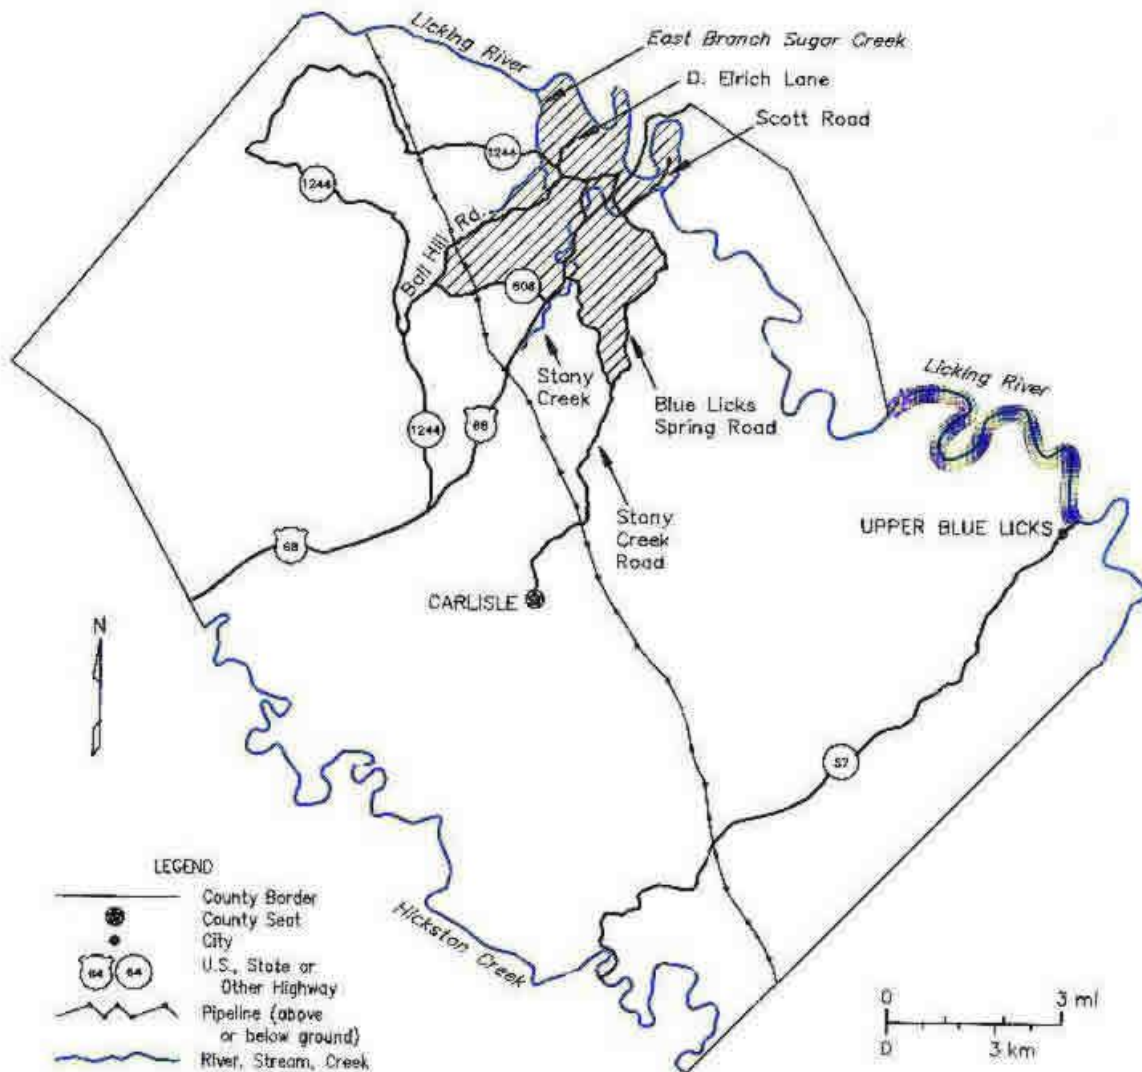 Licking River
East Branch Sugar Creek
D. Elrich Lane
Scott Road
1244
1244
Ball Hill Rd.
608
Stony
Creek
Blue Licks
Spring Road
Licking River
1244
68
Stony
Creek
Road
UPPER BLUE LICKS
68
CARLISLE
N
57
Hickston Creek
LEGEND
County Border
County Seat
City
64 64
U.S., State or
Other Highway
Pipeline (above
or below ground)
River, Stream, Creek
0 3 mi
0 3 km